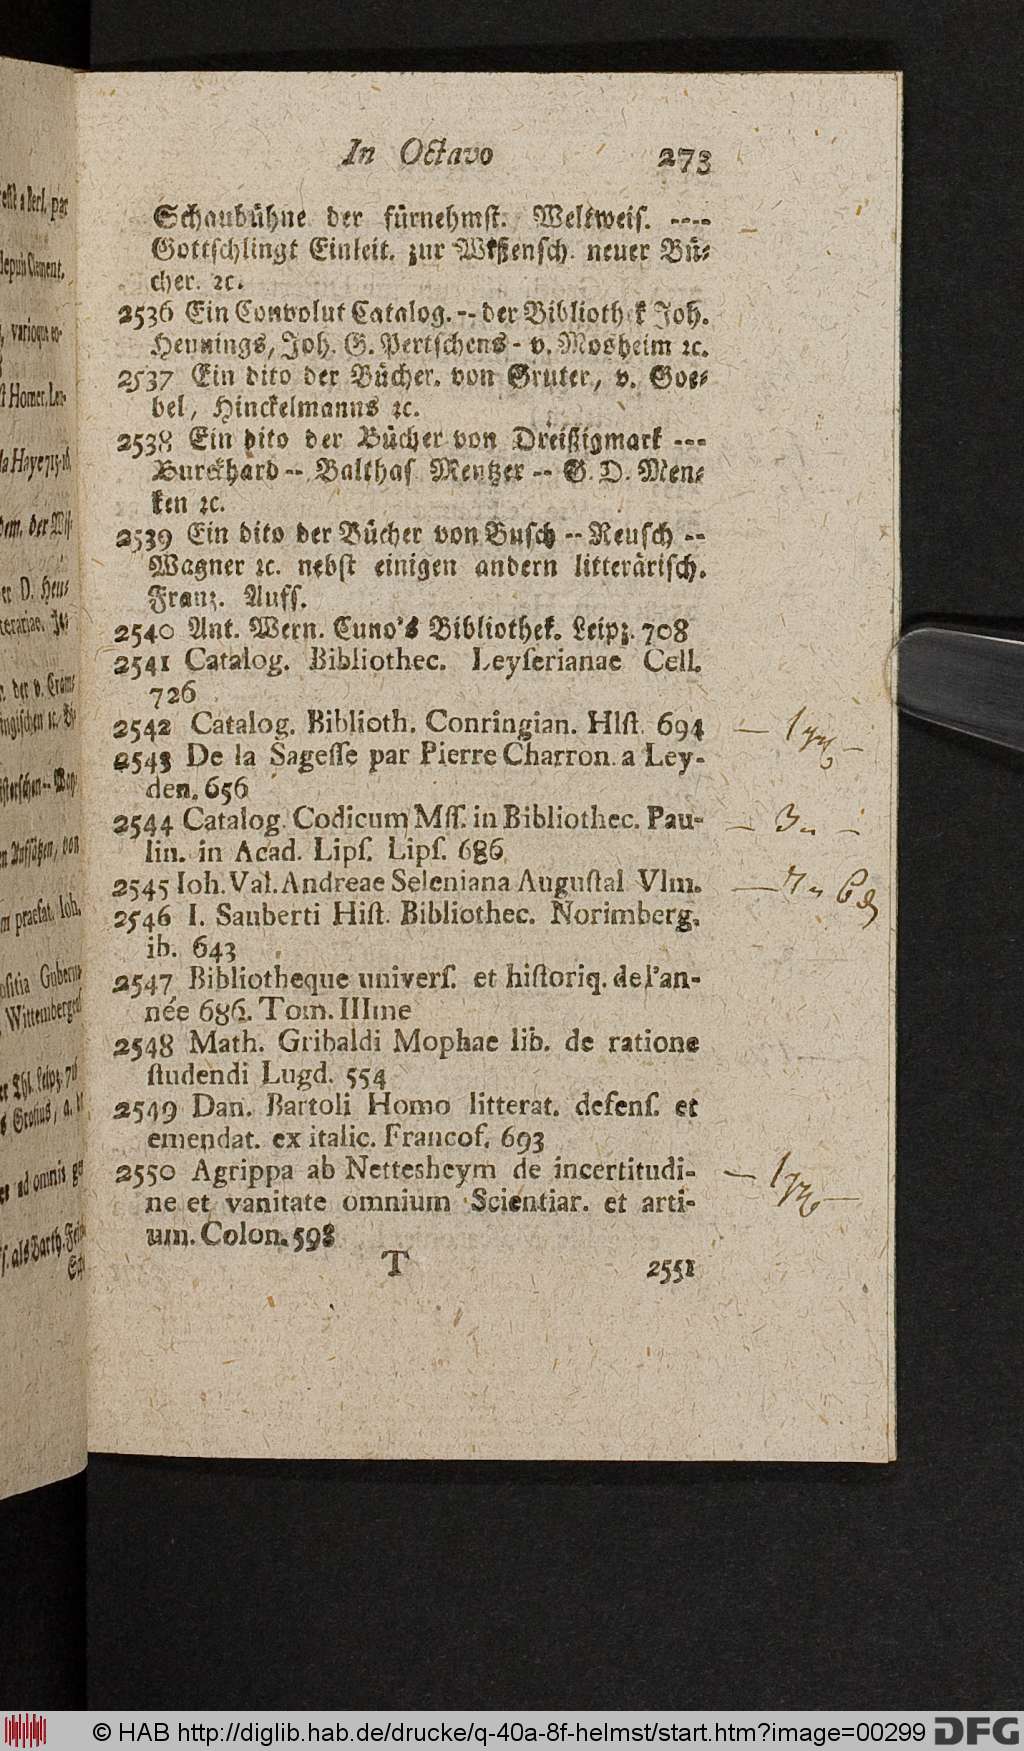 In Octavo 273
Schaubühne der fürnehmst. Weltweis. ----
Gottschlingt Einleit. zur Wißensch. neuer Bü-
cher. ꝛc.
2536 Ein Convolut Catalog. -- der Biblioth k Joh.
Hennings, Joh. G. Pertschens - v. Mosheim ꝛc.
2537 Ein dito der Bücher. von Gruter, v. Goe-
bel, Hinckelmanns ꝛc.
2538 Ein dito der Bücher von Dreißigmark ---
Burckhard -- Balthas. Mentzer -- G. D. Men-
ken ꝛc.
2539 Ein dito der Bücher von Busch -- Reusch --
Wagner ꝛc. nebst einigen andern litterärisch.
Franz. Aufs.
2540 Ant. Wern. Cuno's Bibliothek. Leipz. 708
2541 Catalog. Bibliothec. Leyſerianae Cell.
726
2542 Catalog. Biblioth. Conringian. Hlſt. 694
2543 De la Sageſſe par Pierre Charron. a Ley-
den. 656
2544 Catalog. Codicum Mſſ. in Bibliothec. Pau-
lin. in Acad. Lipſ. Lipſ. 686
2545 Ioh. Val. Andreae Seleniana Auguſtal Vlm.
2546 I. Sauberti Hiſt. Bibliothec. Norimberg.
ib. 643
2547 Bibliotheque univerſ. et hiſtoriq. de l'an-
née 686. Tom. IIIme
2548 Math. Gribaldi Mophae lib. de ratione
ſtudendi Lugd. 554
2549 Dan. Bartoli Homo litterat. defenſ. et
emendat. ex italic. Francof. 693
2550 Agrippa ab Nettesheym de incertitudi-
ne et vanitate omnium Scientiar. et arti-
um. Colon. 598
T 2551
© HAB http://diglib.hab.de/drucke/q-40a-8f-helmst/start.htm?image=00299 DFG